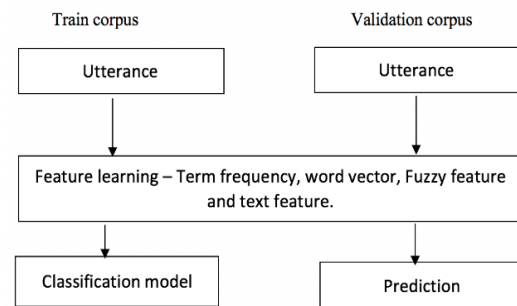 Train corpus
Validation corpus
Utterance
Utterance
Feature learning – Term frequency, word vector, Fuzzy feature
and text feature.
Classification model
Prediction